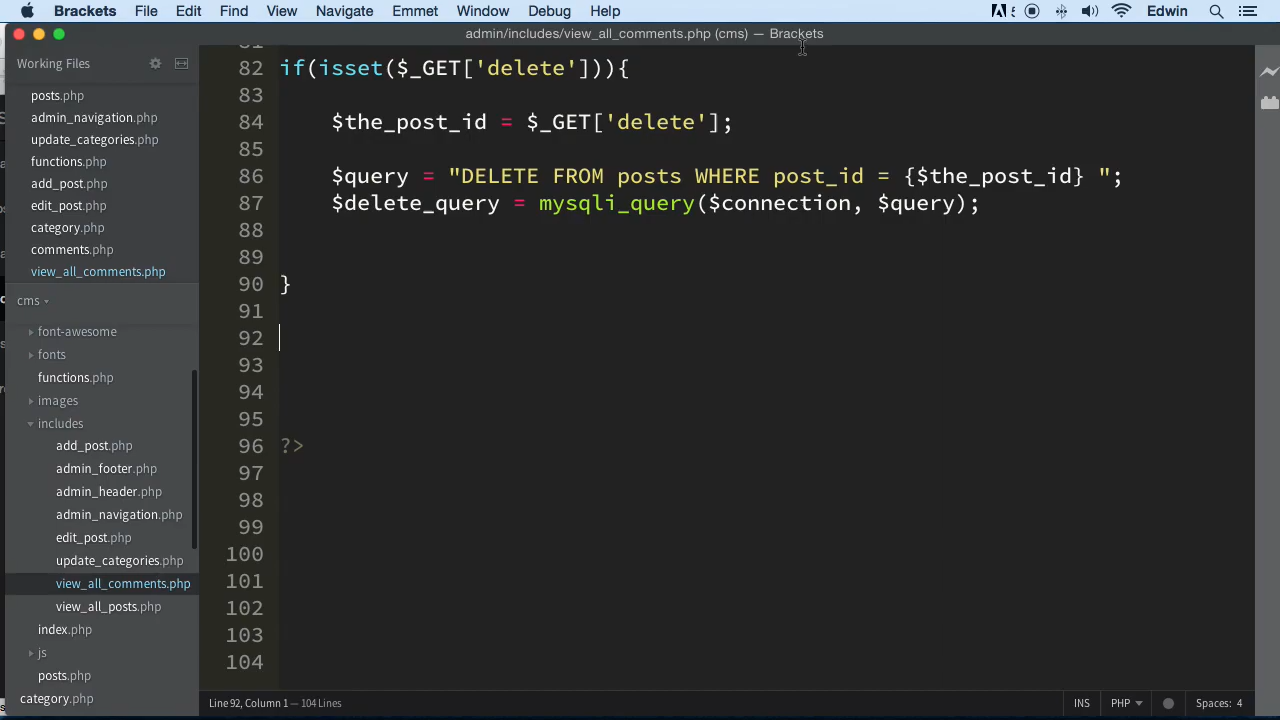 Brackets File Edit Find View Navigate Emmet Window Debug Help Edwin
admin/includes/view_all_comments.php (cms) — Brackets
Working Files
posts.php
admin_navigation.php
update_categories.php
functions.php
add_post.php
edit_post.php
category.php
comments.php
view_all_comments.php
cms
font-awesome
fonts
functions.php
images
includes
add_post.php
admin_footer.php
admin_header.php
admin_navigation.php
edit_post.php
update_categories.php
view_all_comments.php
view_all_posts.php
index.php
js
posts.php
category.php
81
82 if(isset($_GET['delete'])){
83
84 $the_post_id = $_GET['delete'];
85
86 $query = "DELETE FROM posts WHERE post_id = {$the_post_id} ";
87 $delete_query = mysqli_query($connection, $query);
88
89
90 }
91
92
93
94
95
96 ?>
97
98
99
100
101
102
103
104
Line 92, Column 1 — 104 Lines INS PHP Spaces: 4